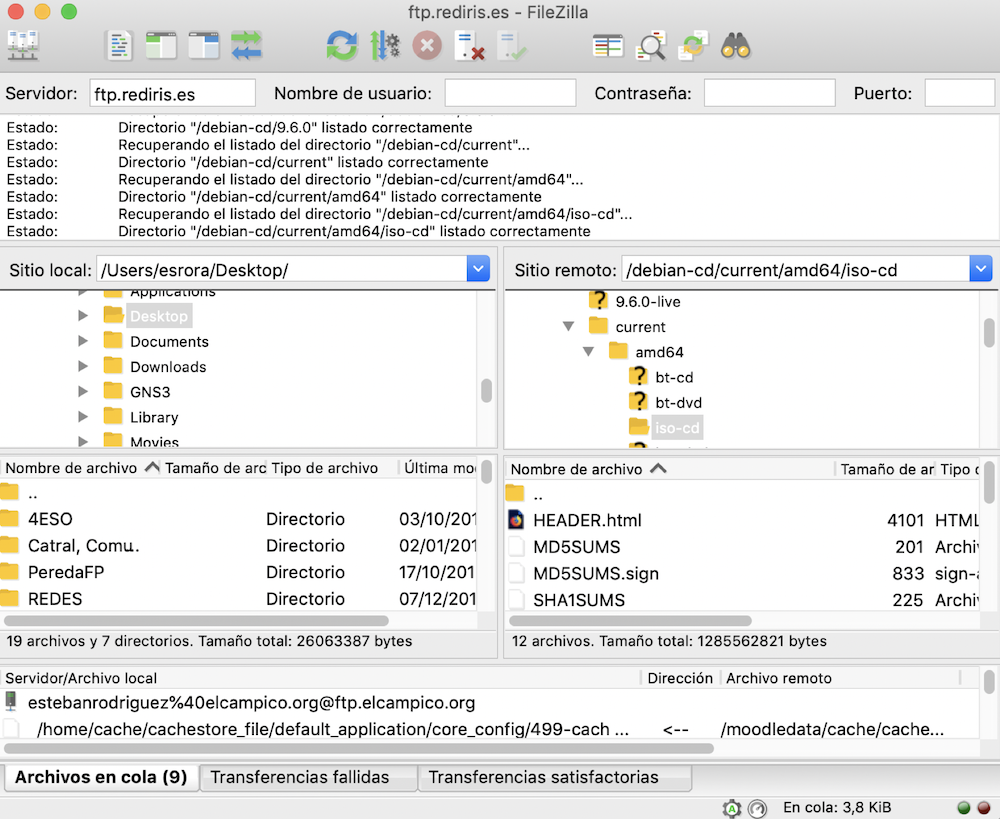 ftp.rediris.es - FileZilla
Servidor: ftp.rediris.es Nombre de usuario: Contraseña: Puerto:
Estado: Directorio "/debian-cd/9.6.0" listado correctamente
Estado: Recuperando el listado del directorio "/debian-cd/current"...
Estado: Directorio "/debian-cd/current" listado correctamente
Estado: Recuperando el listado del directorio "/debian-cd/current/amd64"...
Estado: Directorio "/debian-cd/current/amd64" listado correctamente
Estado: Recuperando el listado del directorio "/debian-cd/current/amd64/iso-cd"...
Estado: Directorio "/debian-cd/current/amd64/iso-cd" listado correctamente
Sitio local: /Users/esrora/Desktop/
Applications
Desktop
Documents
Downloads
GNS3
Library
Movies
Nombre de archivo Tamaño de arc Tipo de archivo Última mo
..
4ESO Directorio 03/10/201
Catral, Comu.. Directorio 02/01/201
PeredaFP Directorio 17/10/201
REDES Directorio 07/12/201
19 archivos y 7 directorios. Tamaño total: 26063387 bytes
Sitio remoto: /debian-cd/current/amd64/iso-cd
9.6.0-live
current
amd64
bt-cd
bt-dvd
iso-cd
Nombre de archivo Tamaño de ar Tipo d
..
HEADER.html 4101 HTML
MD5SUMS 201 Archi
MD5SUMS.sign 833 sign-a
SHA1SUMS 225 Archi
12 archivos. Tamaño total: 1285562821 bytes
Servidor/Archivo local Dirección Archivo remoto
estebanrodriguez%40elcampico.org@ftp.elcampico.org
/home/cache/cachestore_file/default_application/core_config/499-cach ... <-- /moodledata/cache/cache...
Archivos en cola (9) Transferencias fallidas Transferencias satisfactorias
En cola: 3,8 KiB